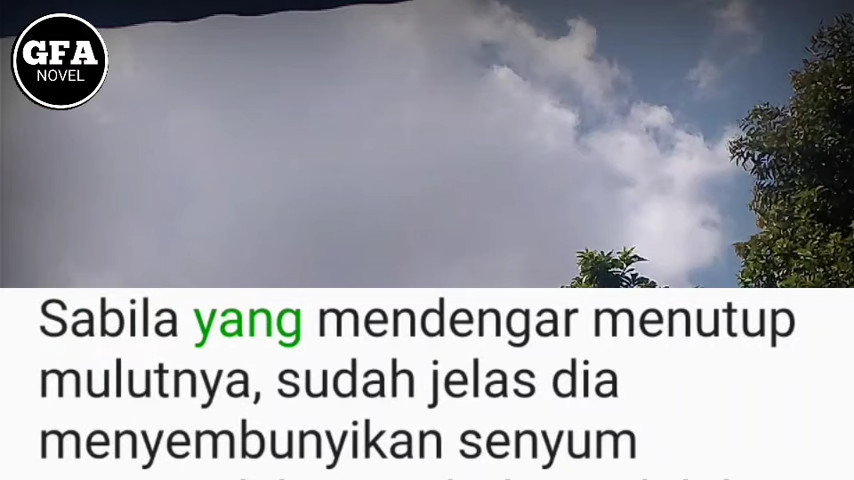 GFA
NOVEL
Sabila yang mendengar menutup
mulutnya, sudah jelas dia
menyembunyikan senyum